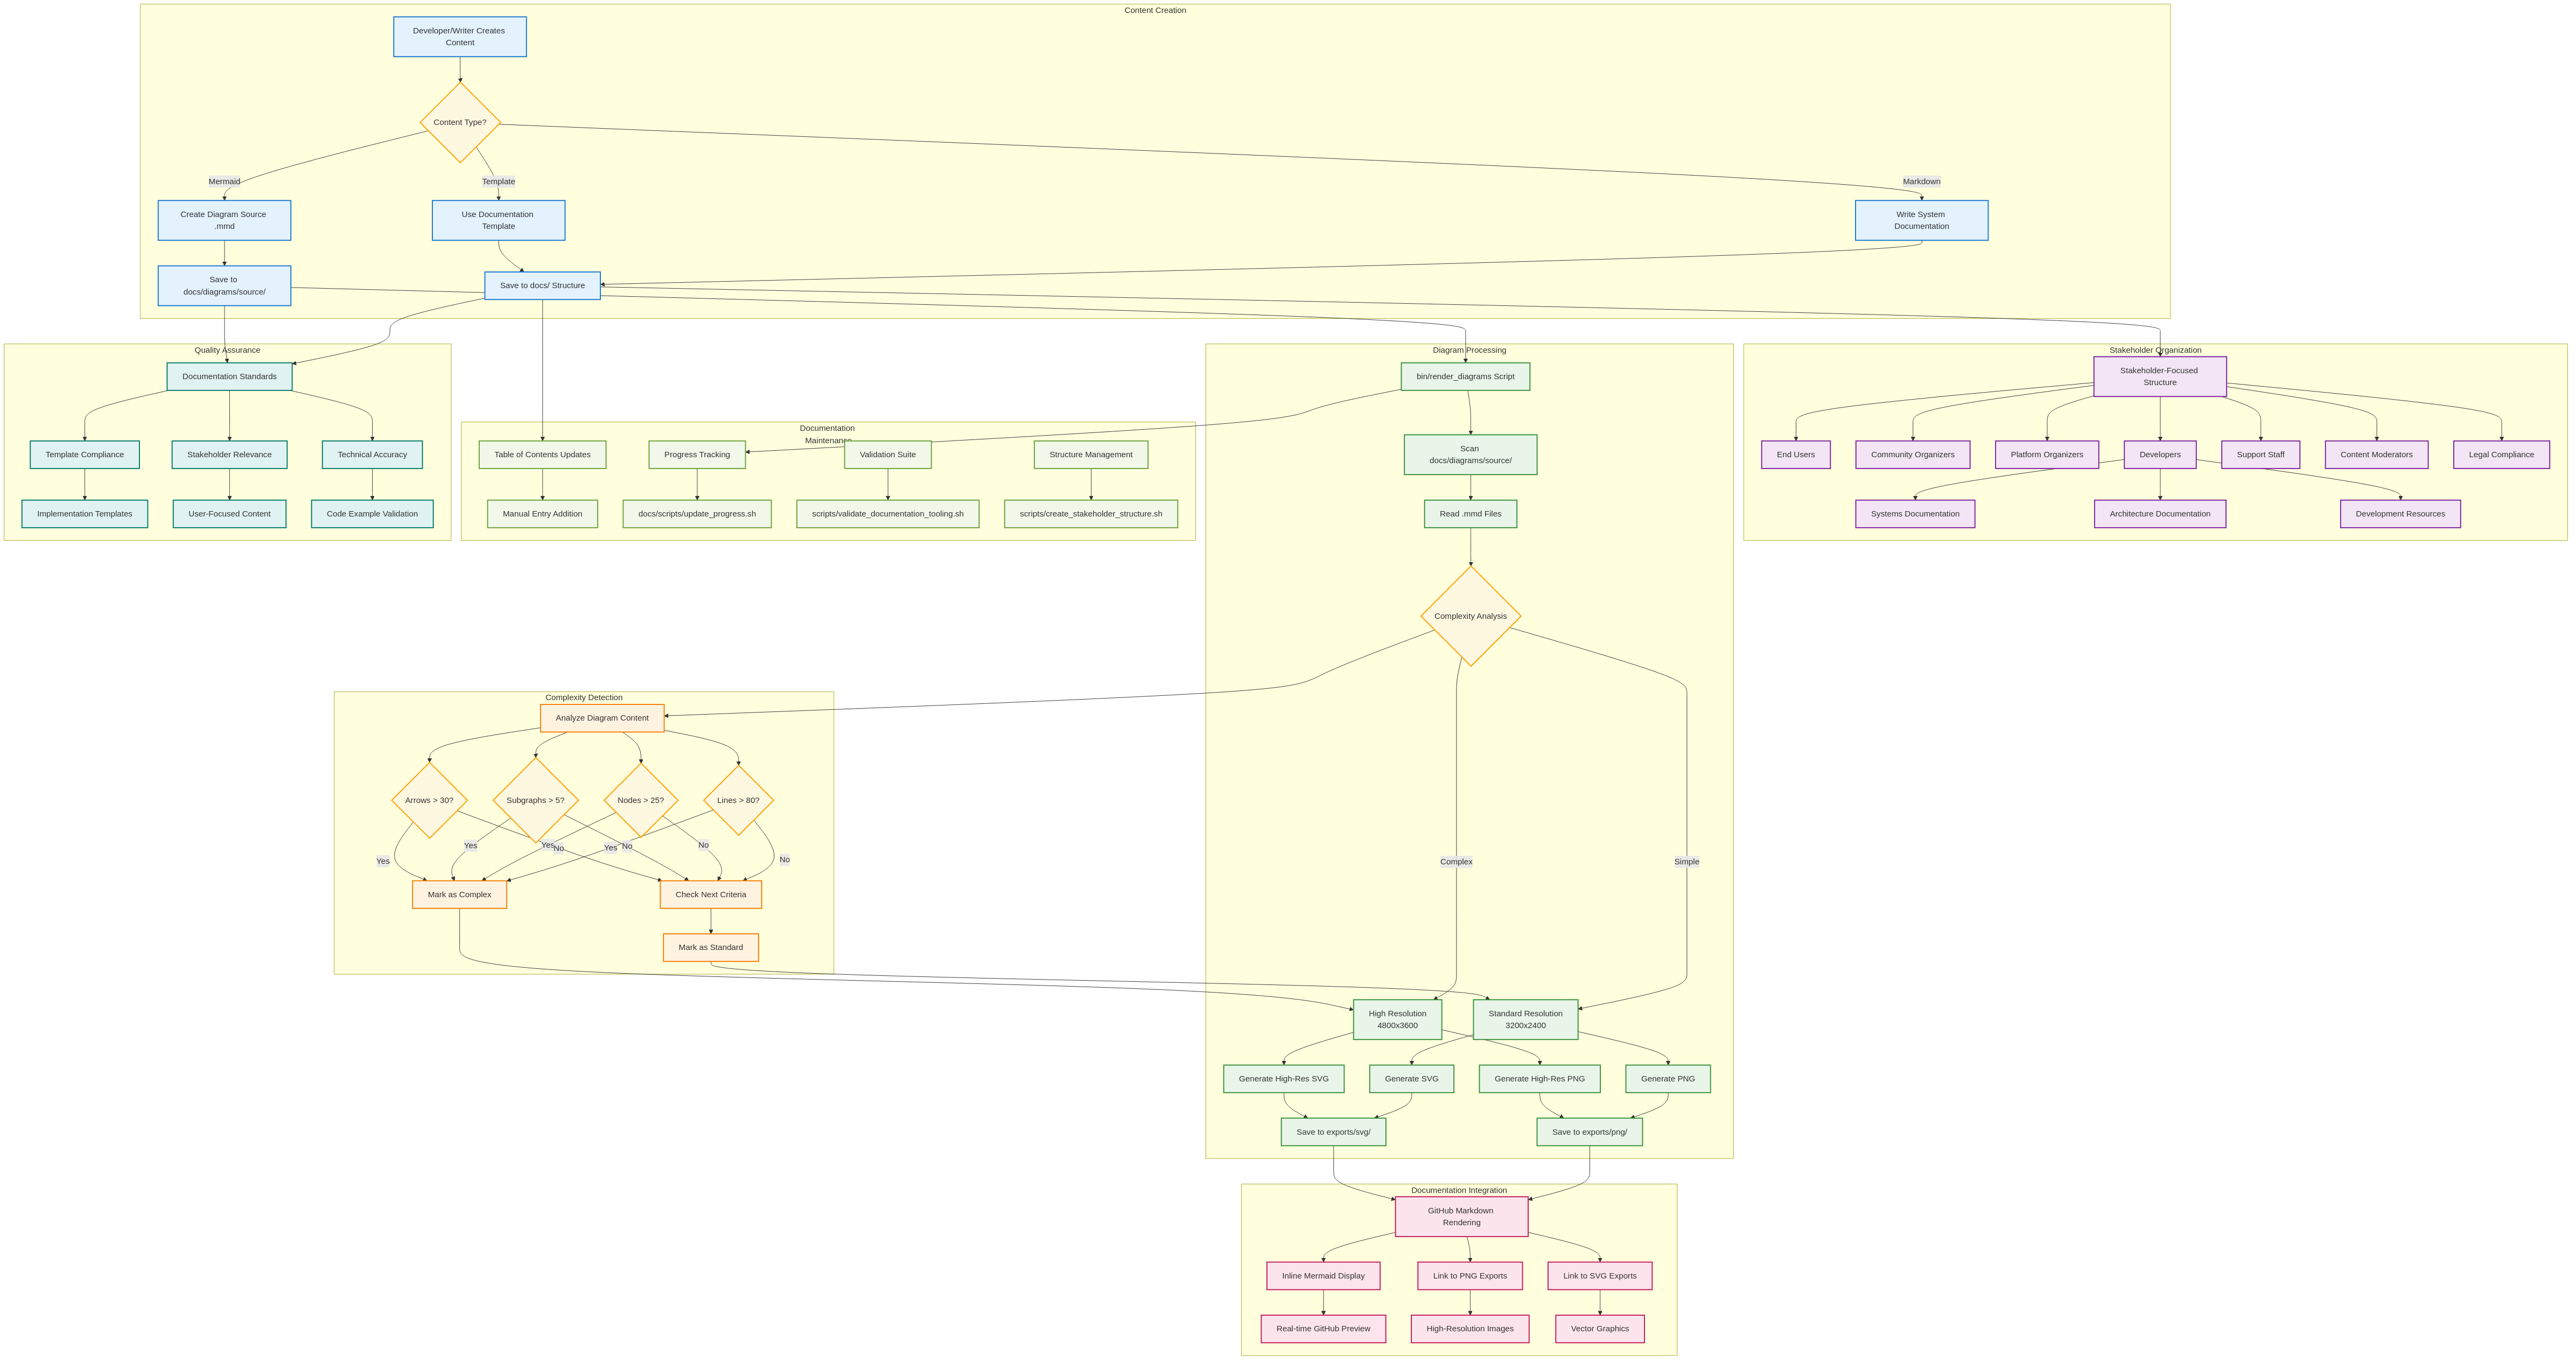 Content Creation
Developer/Writer Creates
Content
Content Type?
Mermaid
Template
Markdown
Create Diagram Source
.mmd
Use Documentation
Template
Write System
Documentation
Save to
docs/diagrams/source/
Save to docs/ Structure
Quality Assurance
Documentation Standards
Template Compliance
Stakeholder Relevance
Technical Accuracy
Implementation Templates
User-Focused Content
Code Example Validation
Documentation
Maintenance
Table of Contents Updates
Progress Tracking
Validation Suite
Structure Management
Manual Entry Addition
docs/scripts/update_progress.sh
scripts/validate_documentation_tooling.sh
scripts/create_stakeholder_structure.sh
Diagram Processing
bin/render_diagrams Script
Scan
docs/diagrams/source/
Read .mmd Files
Complexity Analysis
Stakeholder Organization
Stakeholder-Focused
Structure
End Users
Community Organizers
Platform Organizers
Developers
Support Staff
Content Moderators
Legal Compliance
Systems Documentation
Architecture Documentation
Development Resources
Complexity Detection
Analyze Diagram Content
Arrows > 30?
Subgraphs > 5?
Nodes > 25?
Lines > 80?
Yes
Yes
Yes
No
Yes
No
No
No
Complex
Simple
Mark as Complex
Check Next Criteria
Mark as Standard
High Resolution
4800x3600
Standard Resolution
3200x2400
Generate High-Res SVG
Generate SVG
Generate High-Res PNG
Generate PNG
Save to exports/svg/
Save to exports/png/
Documentation Integration
GitHub Markdown
Rendering
Inline Mermaid Display
Link to PNG Exports
Link to SVG Exports
Real-time GitHub Preview
High-Resolution Images
Vector Graphics